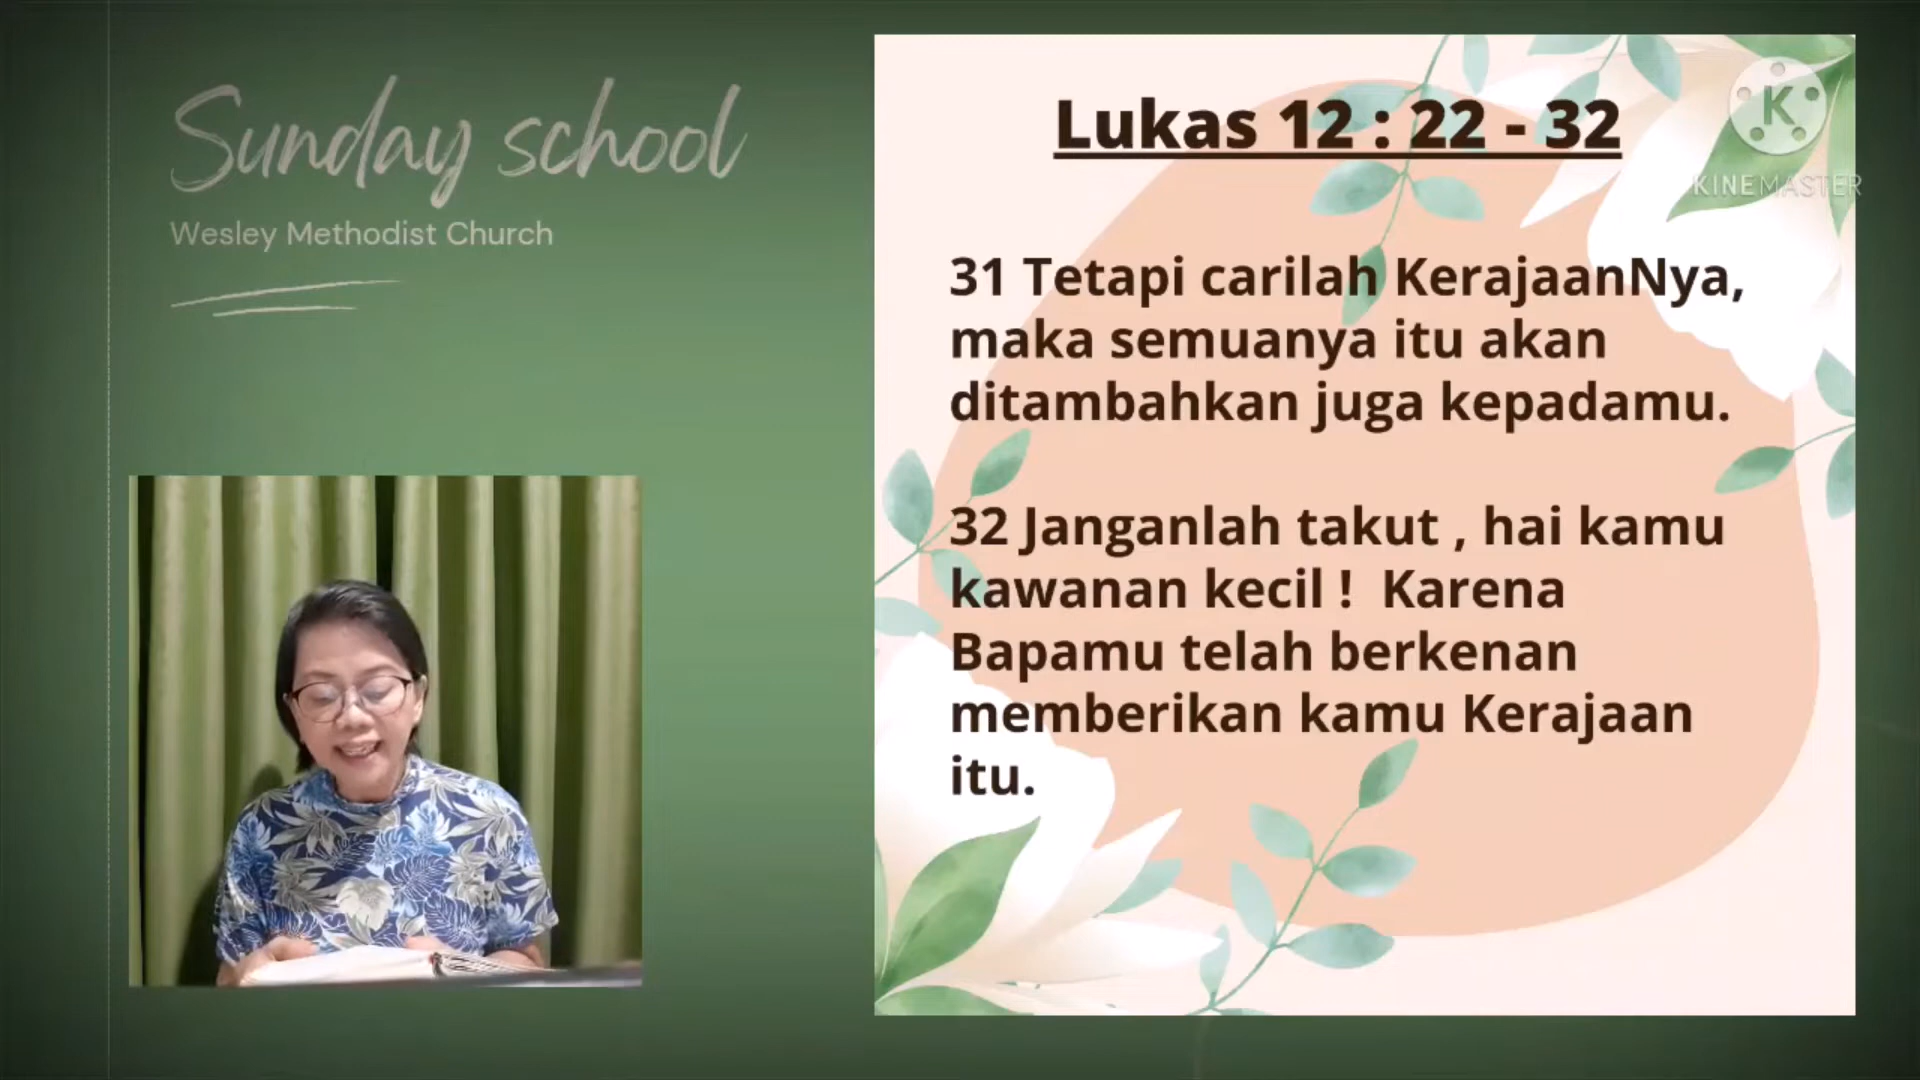 Sunday school
Wesley Methodist Church
Lukas 12 : 22 - 32
K
KINEMASTER
31 Tetapi carilah KerajaanNya,
maka semuanya itu akan
ditambahkan juga kepadamu.
32 Janganlah takut , hai kamu
kawanan kecil !  Karena
Bapamu telah berkenan
memberikan kamu Kerajaan
itu.